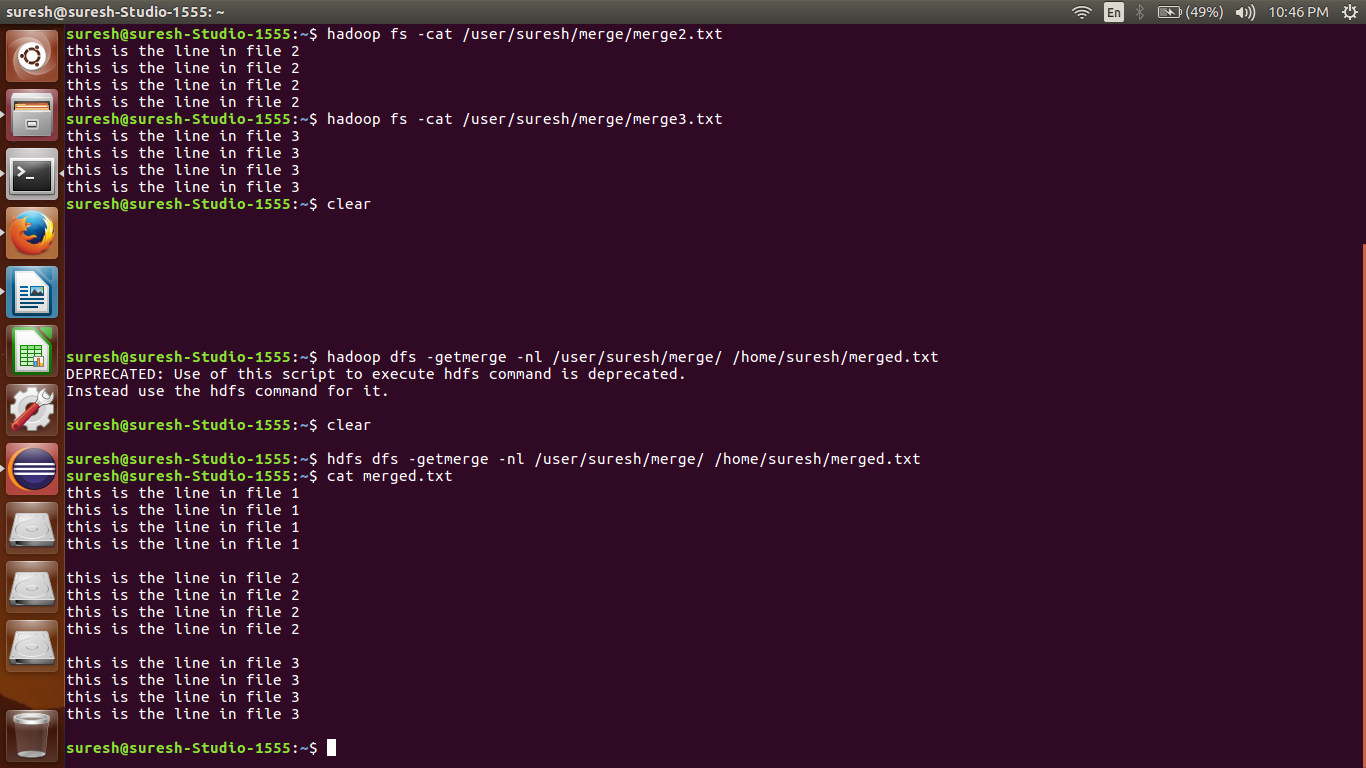 suresh@suresh-Studio-1555: ~
En
(49%)
10:46 PM
suresh@suresh-Studio-1555:~$ hadoop fs -cat /user/suresh/merge/merge2.txt
this is the line in file 2
this is the line in file 2
this is the line in file 2
this is the line in file 2
suresh@suresh-Studio-1555:~$ hadoop fs -cat /user/suresh/merge/merge3.txt
this is the line in file 3
this is the line in file 3
this is the line in file 3
this is the line in file 3
suresh@suresh-Studio-1555:~$ clear
suresh@suresh-Studio-1555:~$ hadoop dfs -getmerge -nl /user/suresh/merge/ /home/suresh/merged.txt
DEPRECATED: Use of this script to execute hdfs command is deprecated.
Instead use the hdfs command for it.
suresh@suresh-Studio-1555:~$ clear
suresh@suresh-Studio-1555:~$ hdfs dfs -getmerge -nl /user/suresh/merge/ /home/suresh/merged.txt
suresh@suresh-Studio-1555:~$ cat merged.txt
this is the line in file 1
this is the line in file 1
this is the line in file 1
this is the line in file 1
this is the line in file 2
this is the line in file 2
this is the line in file 2
this is the line in file 2
this is the line in file 3
this is the line in file 3
this is the line in file 3
this is the line in file 3
suresh@suresh-Studio-1555:~$